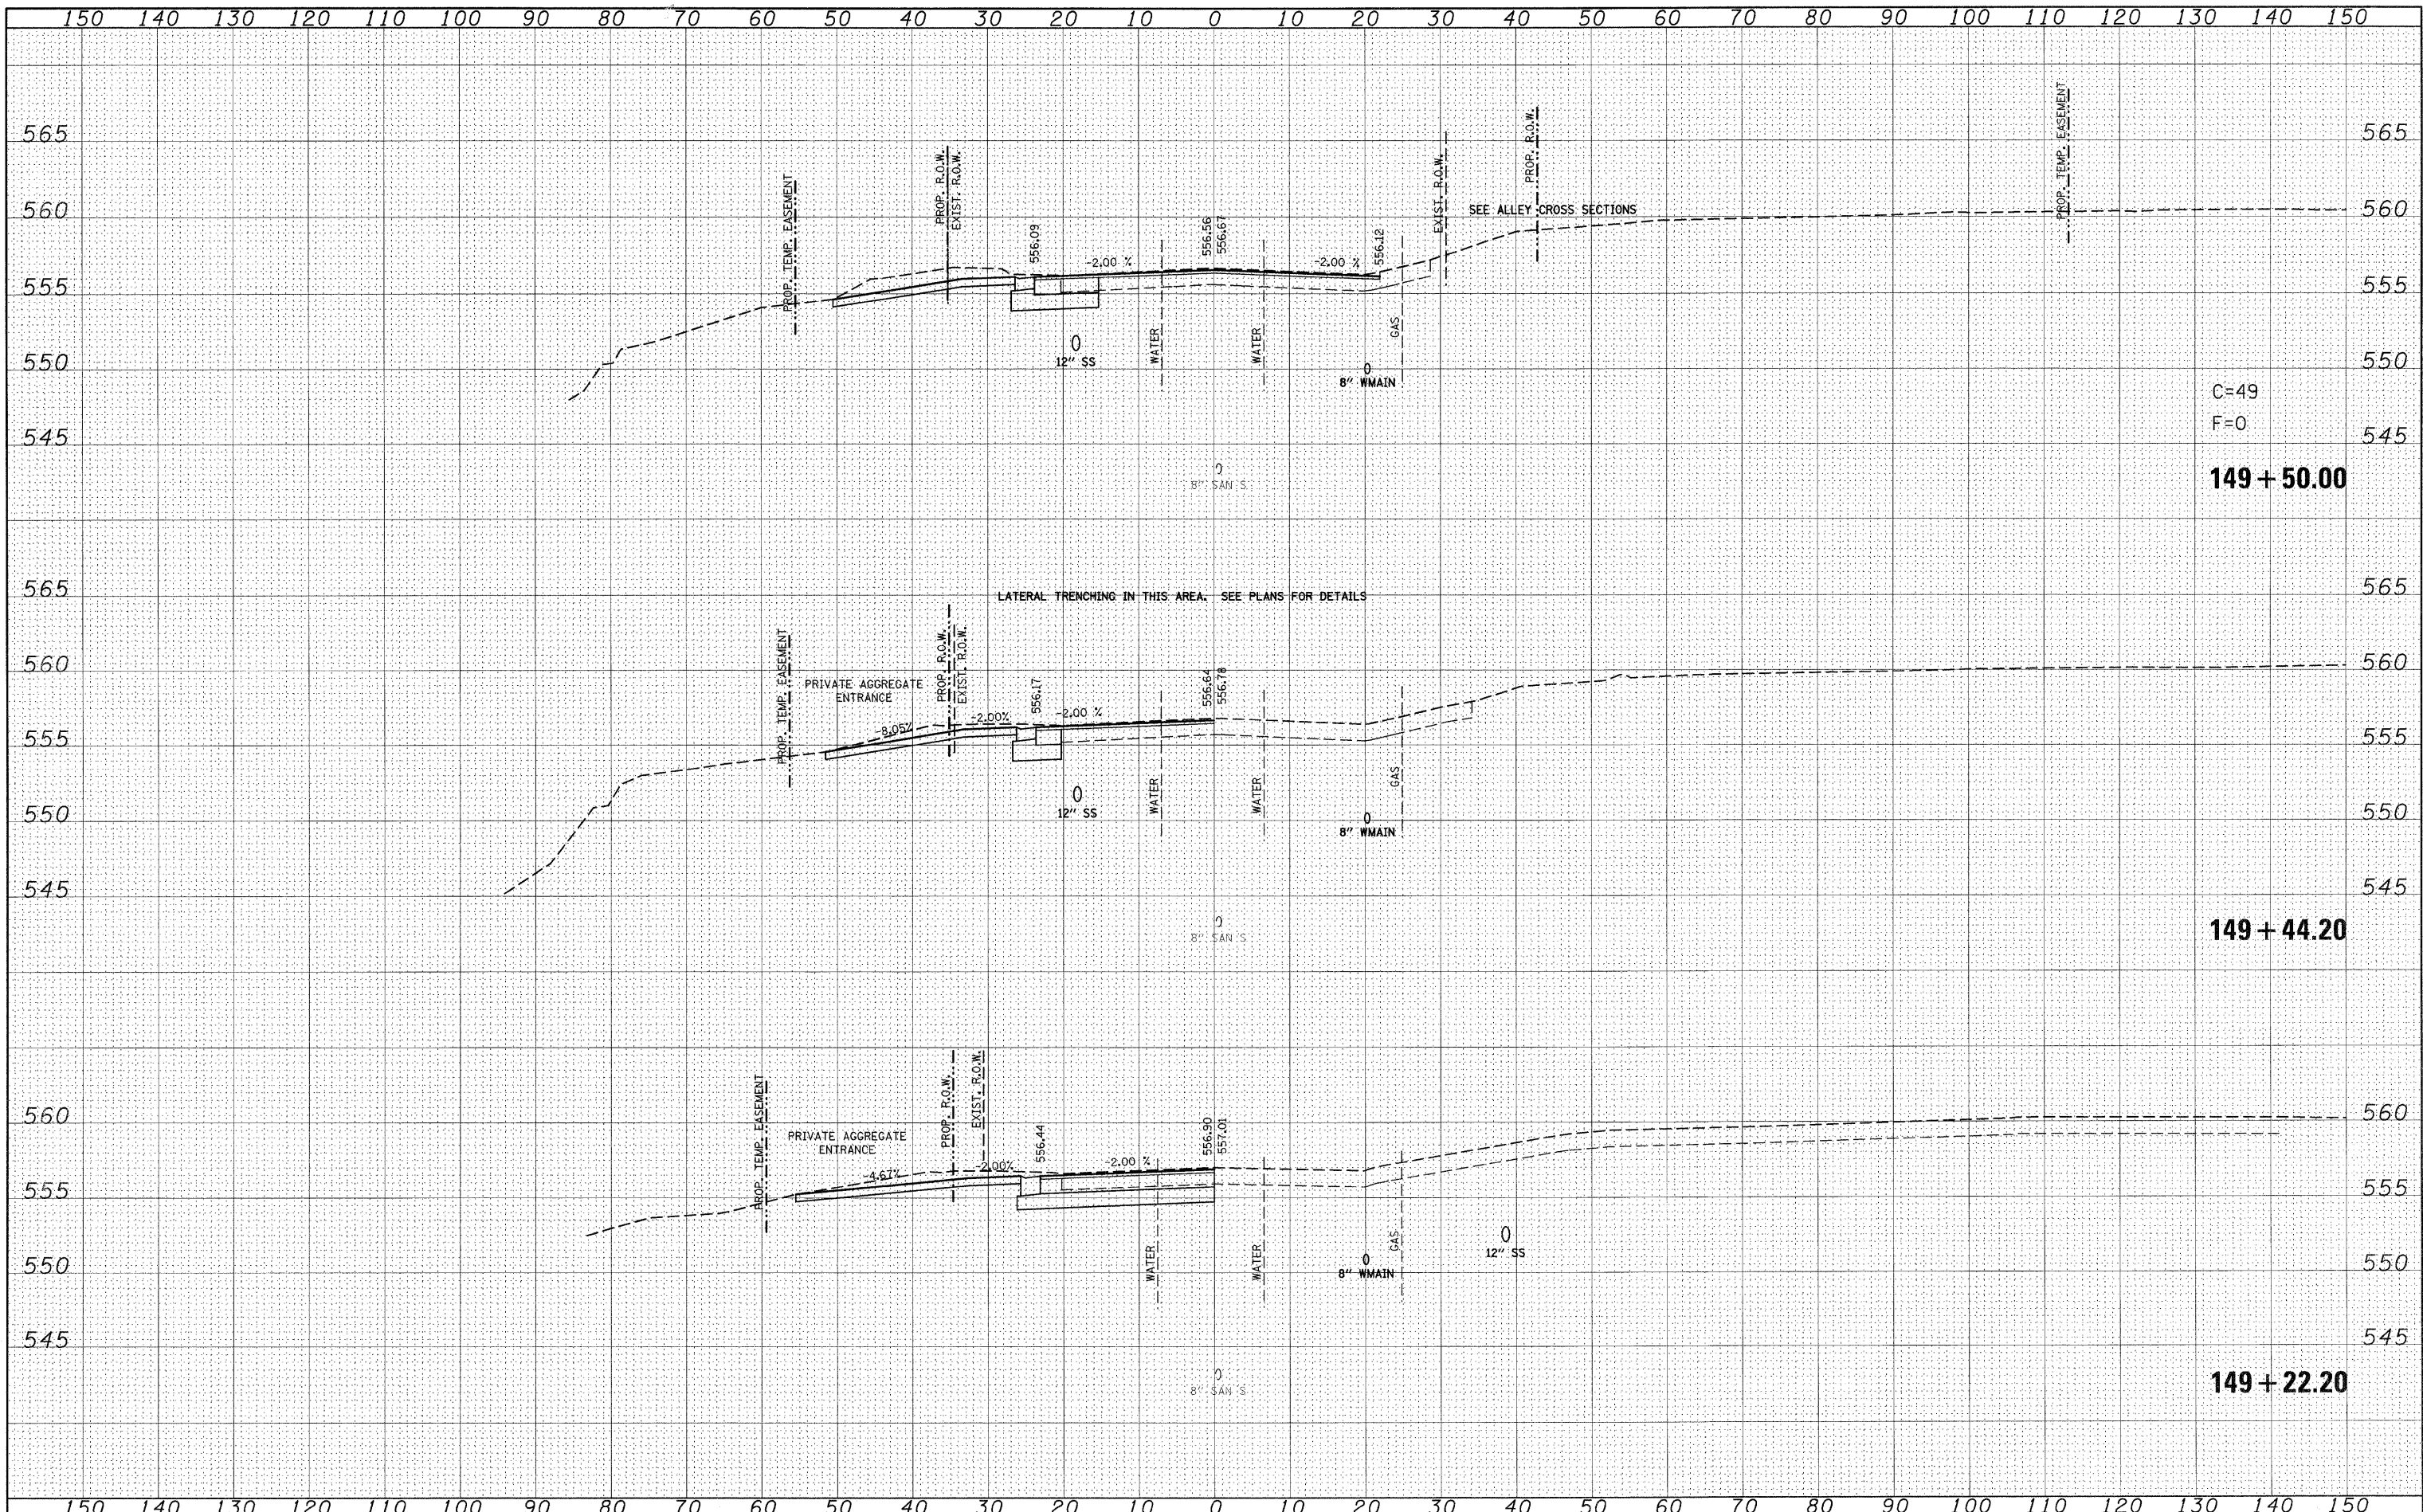 150 140 130 120 110 100 90 80 70 60 50 40 30 20 10 0 10 20 30 40 50 60 70 80 90 100 110 120 130 140 150
565 565
560 560
555 555
550 550
545 545
PROP. TEMP. EASEMENT
PROP. R.O.W.
EXIST. R.O.W.
556.09
-2.00 %
556.56
556.67
-2.00 %
556.12
EXIST. R.O.W.
PROP. R.O.W.
SEE ALLEY CROSS SECTIONS
PROP. TEMP. EASEMENT
12" SS
WATER
WATER
8" WMAIN
GAS
8" SAN S
C=49
F=0
149+50.00
565 565
560 560
555 555
550 550
545 545
LATERAL TRENCHING IN THIS AREA. SEE PLANS FOR DETAILS
PROP. TEMP. EASEMENT
PRIVATE AGGREGATE
ENTRANCE
-8.05%
PROP. R.O.W.
EXIST. R.O.W.
-2.00%
556.17
-2.00 %
556.64
556.78
12" SS
WATER
WATER
8" WMAIN
GAS
8" SAN S
149+44.20
560 560
555 555
550 550
545 545
PROP. TEMP. EASEMENT
PRIVATE AGGREGATE
ENTRANCE
-4.67%
PROP. R.O.W.
EXIST. R.O.W.
-2.00%
556.44
-2.00 %
556.90
557.01
WATER
WATER
8" WMAIN
GAS
12" SS
8" SAN S
149+22.20
150 140 130 120 110 100 90 80 70 60 50 40 30 20 10 0 10 20 30 40 50 60 70 80 90 100 110 120 130 140 150